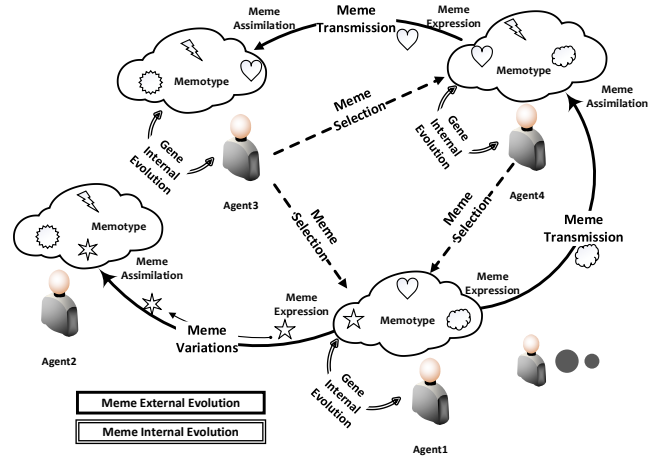 Meme
Assimilation
Meme
Transmission
Meme
Expression
Memotype
Memotype
Meme
Assimilation
Meme
Selection
Gene
Internal
Evolution
Gene
Internal
Evolution
Agent3
Agent4
Meme
Selection
Meme
Selection
Memotype
Meme
Assimilation
Meme
Transmission
Meme
Expression
Meme
Expression
Memotype
Meme
Variations
Agent2
Gene
Internal
Evolution
Meme External Evolution
Meme Internal Evolution
Agent1